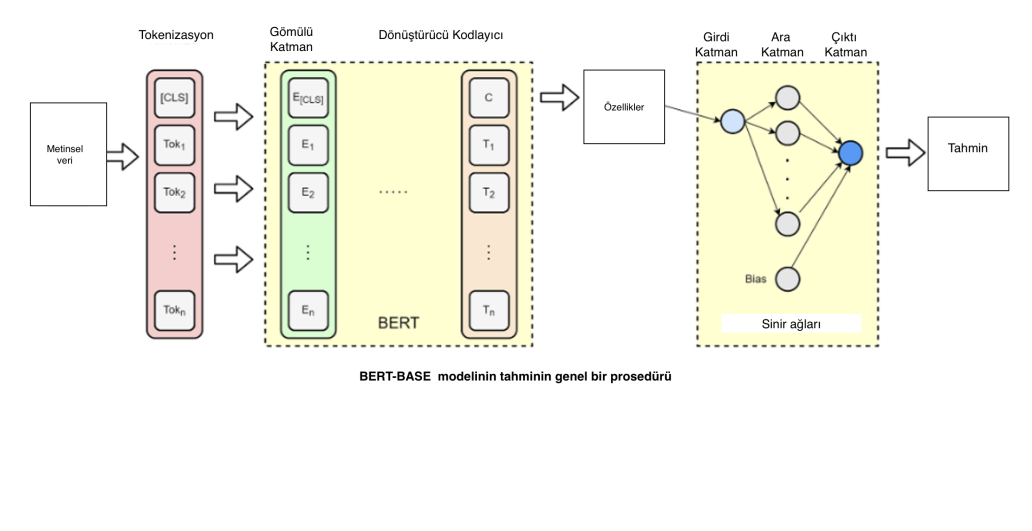 Tokenizasyon
Gömülü
Katman
Dönüştürücü Kodlayıcı
Girdi
Katman
Ara
Katman
Çıktı
Katman
Metinsel
veri
[CLS]
Tok1
Tok2
⋮
Tokn
E[CLS]
E1
E2
⋮
En
.....
BERT
C
T1
T2
⋮
Tn
Özellikler
Bias
Sinir ağları
Tahmin
BERT-BASE modelinin tahminin genel bir prosedürü